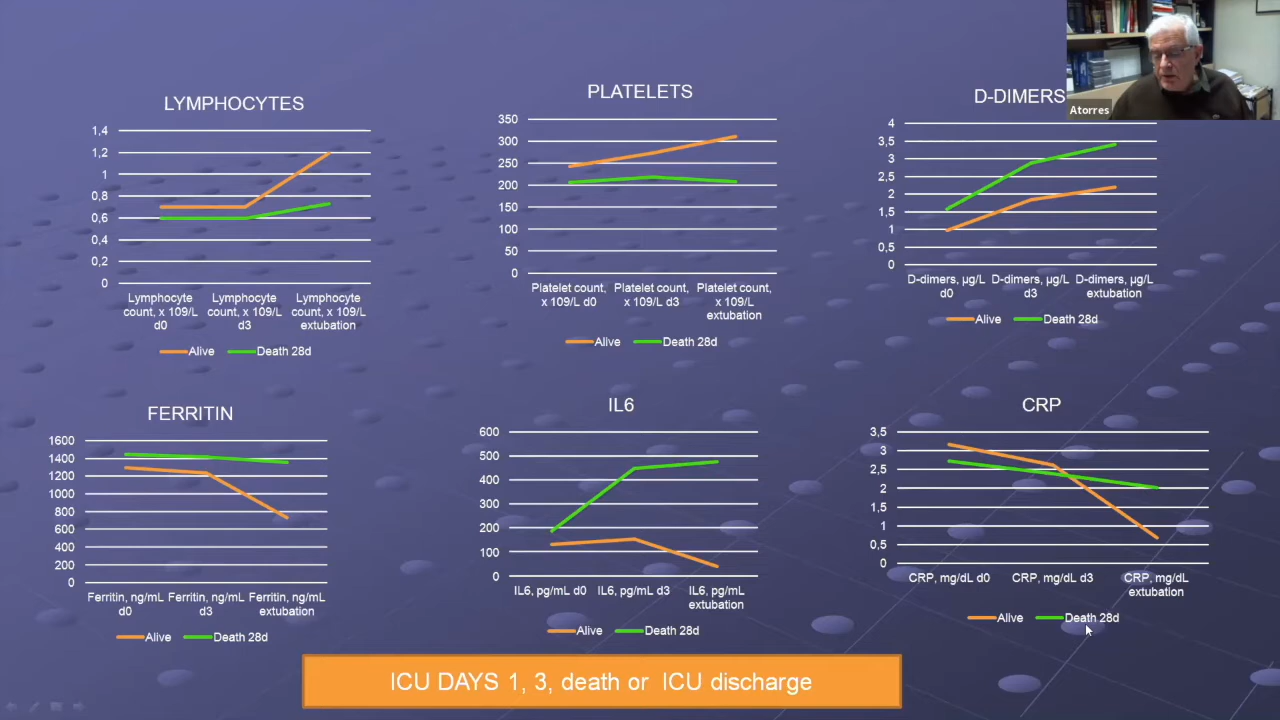 Atorres
LYMPHOCYTES
1,4
1,2
1
0,8
0,6
0,4
0,2
0
Lymphocyte
count, x 109/L
d0
Lymphocyte
count, x 109/L
d3
Lymphocyte
count, x 109/L
extubation
Alive
Death 28d
PLATELETS
350
300
250
200
150
100
50
0
Platelet count,
x 109/L d0
Platelet count,
x 109/L d3
Platelet count,
x 109/L
extubation
Alive
Death 28d
D-DIMERS
4
3,5
3
2,5
2
1,5
1
0,5
0
D-dimers, µg/L
d0
D-dimers, µg/L
d3
D-dimers, µg/L
extubation
Alive
Death 28d
FERRITIN
1600
1400
1200
1000
800
600
400
200
0
Ferritin, ng/mL
d0
Ferritin, ng/mL
d3
Ferritin, ng/mL
extubation
Alive
Death 28d
IL6
600
500
400
300
200
100
0
IL6, pg/mL d0
IL6, pg/mL d3
IL6, pg/mL
extubation
Alive
Death 28d
CRP
3,5
3
2,5
2
1,5
1
0,5
0
CRP, mg/dL d0
CRP, mg/dL d3
CRP, mg/dL
extubation
Alive
Death 28d
ICU DAYS 1, 3, death or ICU discharge